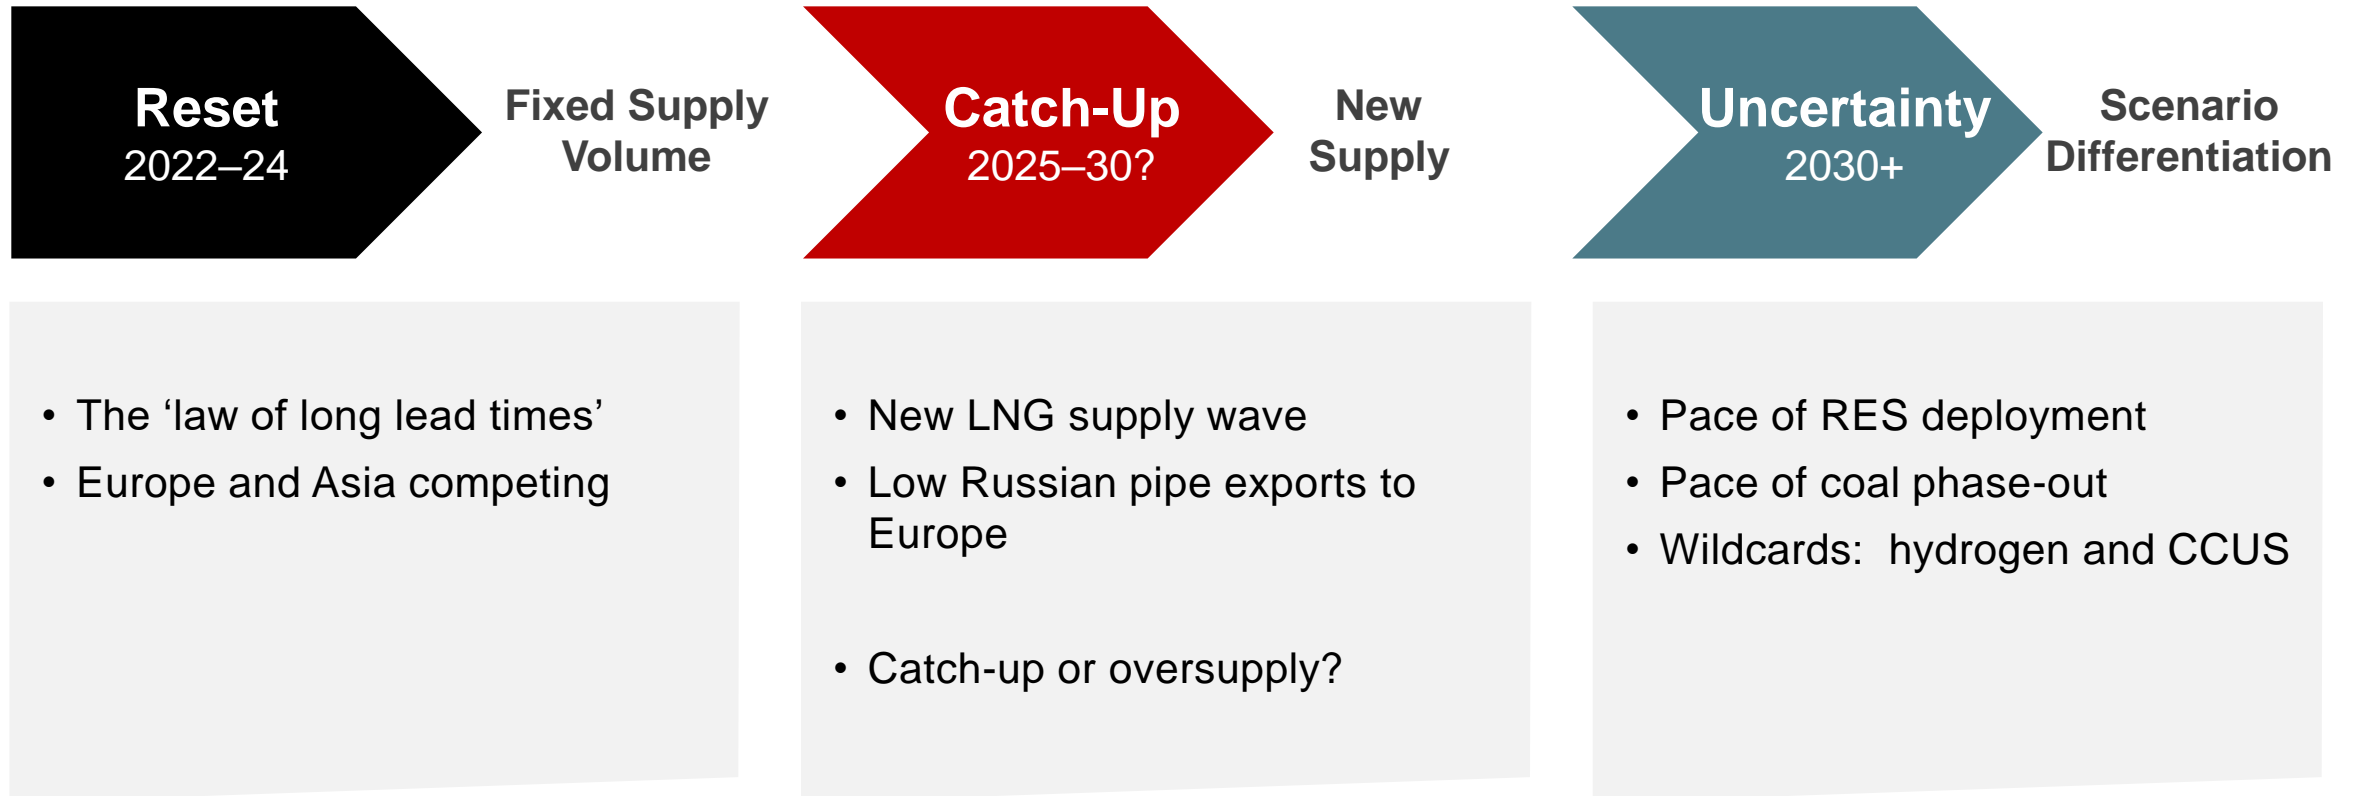 Reset
2022–24
Fixed Supply
Volume
Catch-Up
2025–30?
New
Supply
Uncertainty
2030+
Scenario
Differentiation
• The ‘law of long lead times’
• Europe and Asia competing
• New LNG supply wave
• Low Russian pipe exports to
Europe
• Catch-up or oversupply?
• Pace of RES deployment
• Pace of coal phase-out
• Wildcards:  hydrogen and CCUS